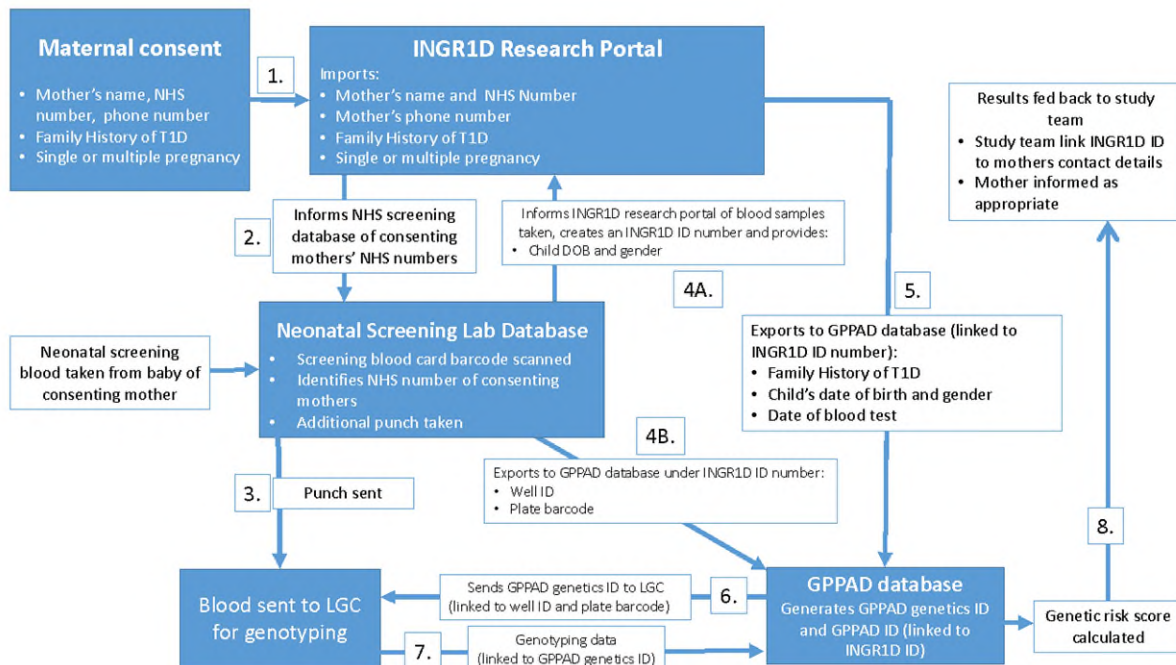 Maternal consent
• Mother's name, NHS
number, phone number
• Family History of T1D
• Single or multiple pregnancy
1.
INGR1D Research Portal
Imports:
• Mother's name and NHS Number
• Mother's phone number
• Family History of T1D
• Single or multiple pregnancy
2.
Informs NHS screening
database of consenting
mothers' NHS numbers
Informs INGR1D research portal of blood samples
taken, creates an INGR1D ID number and provides:
• Child DOB and gender
4A.
5.
Results fed back to study
team
• Study team link INGR1D ID
to mothers contact details
• Mother informed as
appropriate
Neonatal screening
blood taken from baby of
consenting mother
Neonatal Screening Lab Database
• Screening blood card barcode scanned
• Identifies NHS number of consenting
mothers
• Additional punch taken
Exports to GPPAD database (linked to
INGR1D ID number):
• Family History of T1D
• Child's date of birth and gender
• Date of blood test
3.
Punch sent
4B.
Exports to GPPAD database under INGR1D ID number:
• Well ID
• Plate barcode
8.
Blood sent to LGC
for genotyping
Sends GPPAD genetics ID to LGC
(linked to well ID and plate barcode)
6.
7.
Genotyping data
(linked to GPPAD genetics ID)
GPPAD database
Generates GPPAD genetics ID
and GPPAD ID (linked to
INGR1D ID)
Genetic risk score
calculated